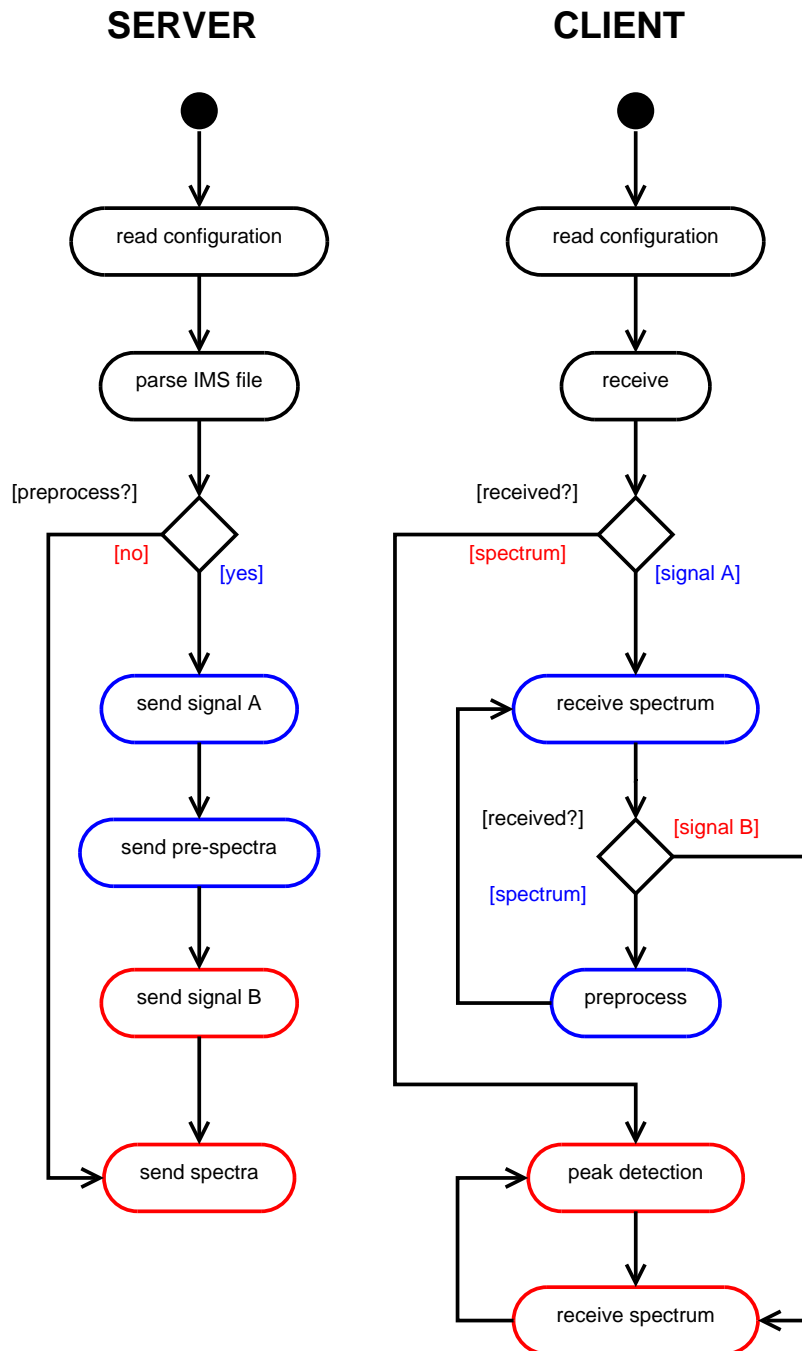 SERVER
read configuration
parse IMS file
[preprocess?]
[no]
[yes]
send signal A
send pre-spectra
send signal B
send spectra
CLIENT
read configuration
receive
[received?]
[spectrum]
[signal A]
receive spectrum
[received?]
[signal B]
[spectrum]
preprocess
peak detection
receive spectrum